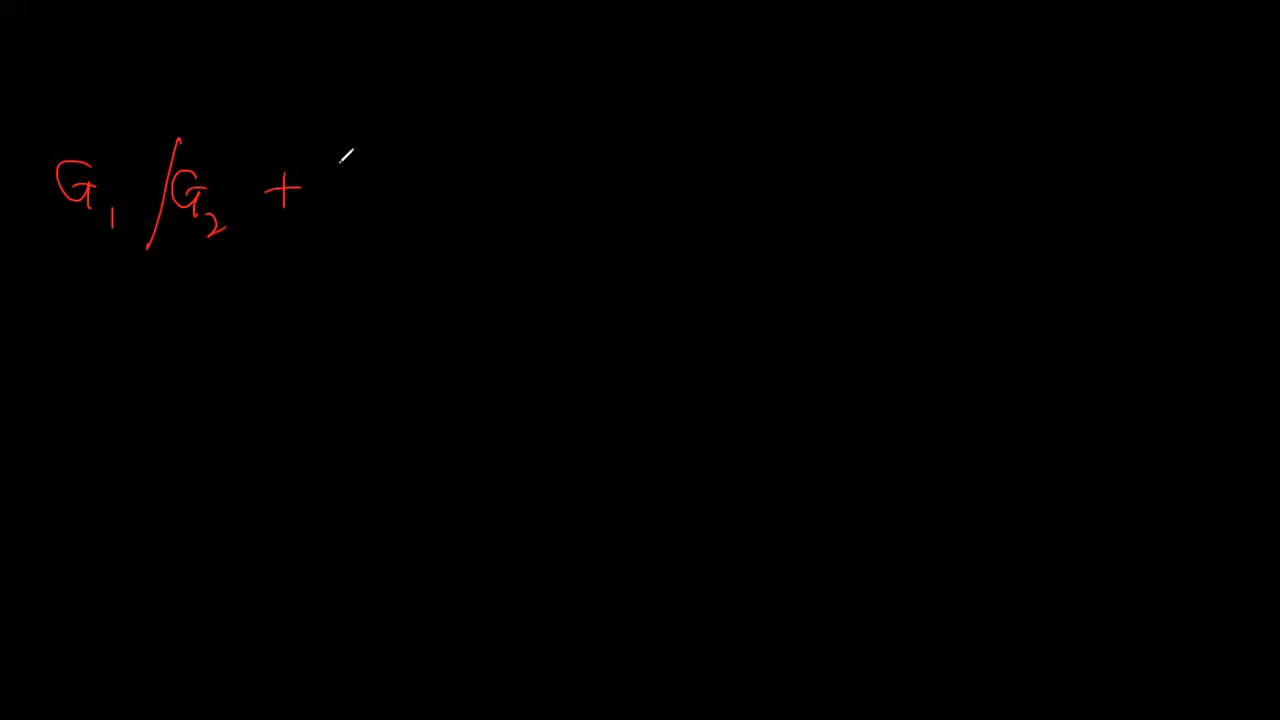 G₁ /G₂ +